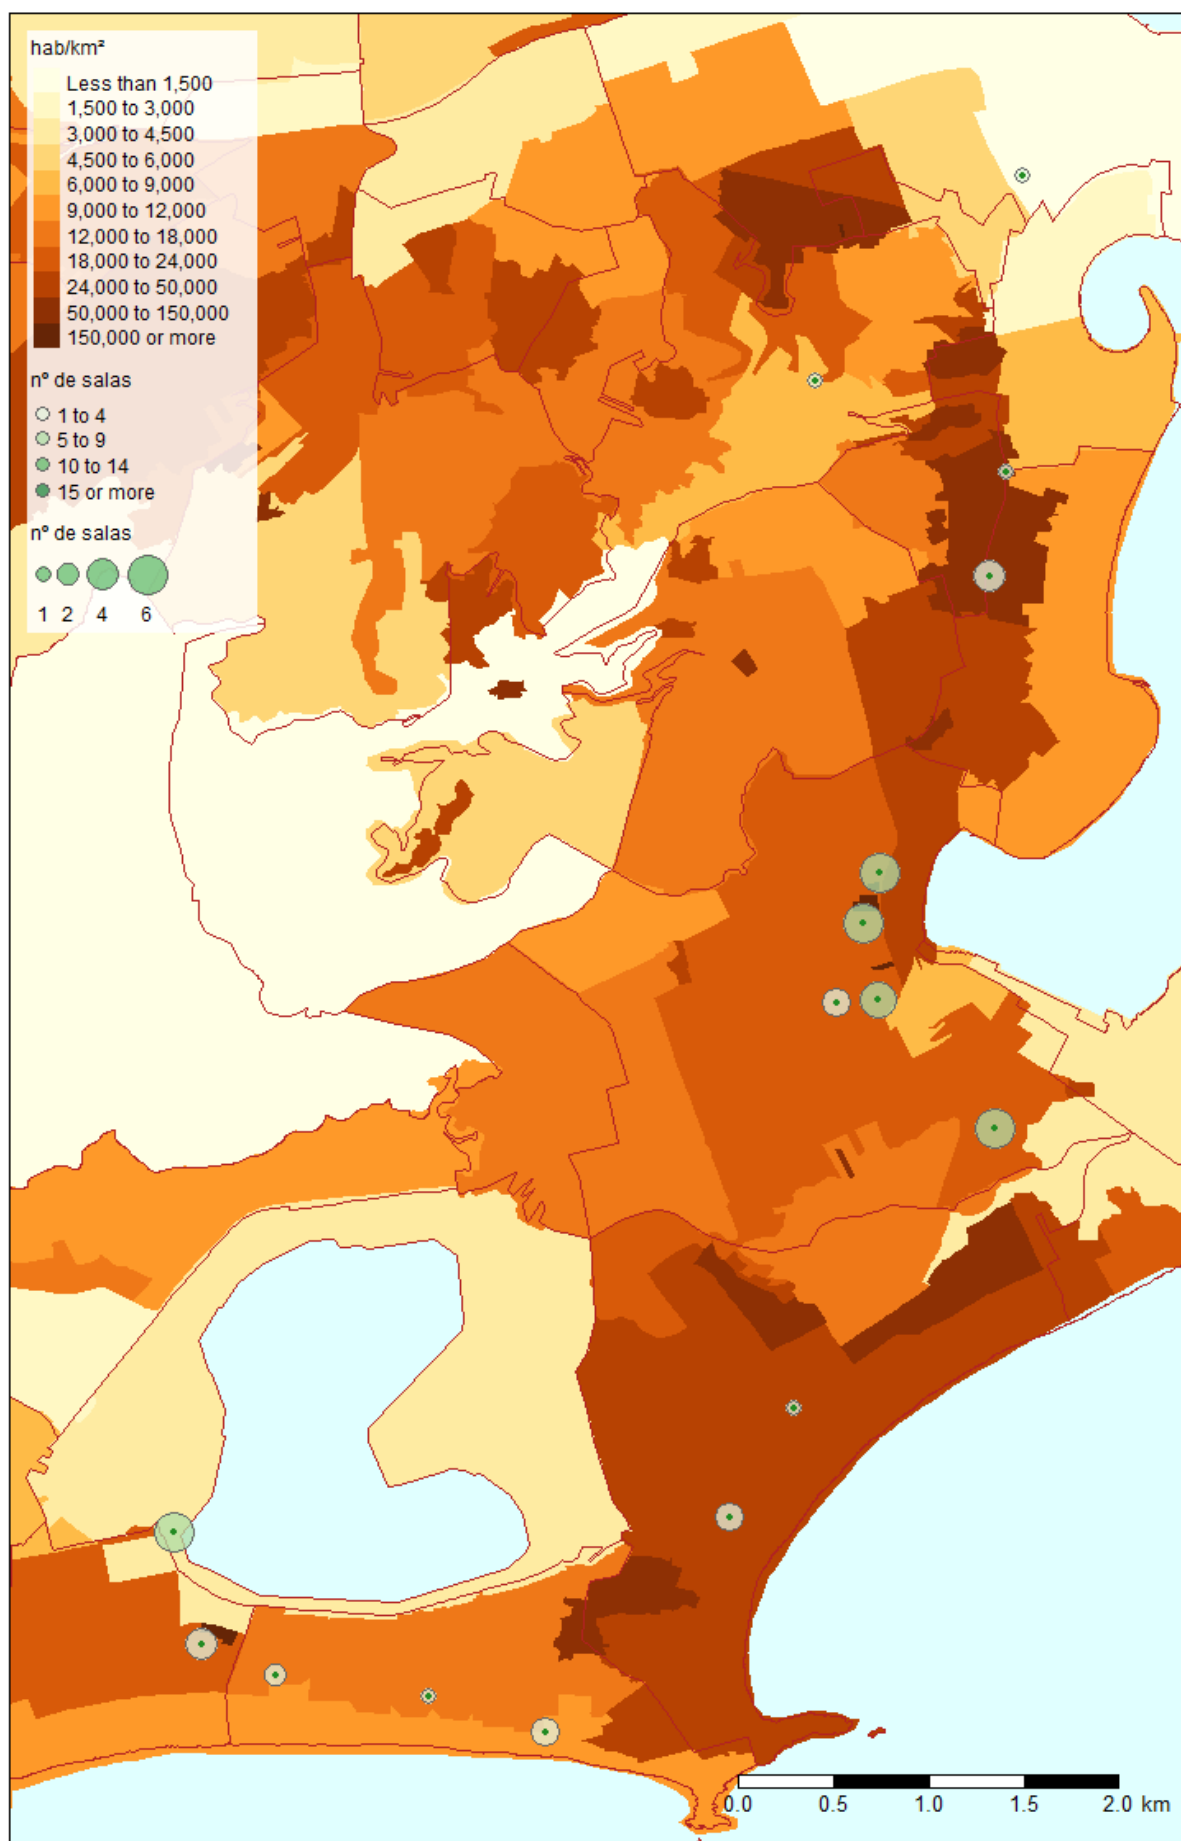 hab/km²
Less than 1,500
1,500 to 3,000
3,000 to 4,500
4,500 to 6,000
6,000 to 9,000
9,000 to 12,000
12,000 to 18,000
18,000 to 24,000
24,000 to 50,000
50,000 to 150,000
150,000 or more
nº de salas
1 to 4
5 to 9
10 to 14
15 or more
nº de salas
1 2 4 6
0.0 0.5 1.0 1.5 2.0 km